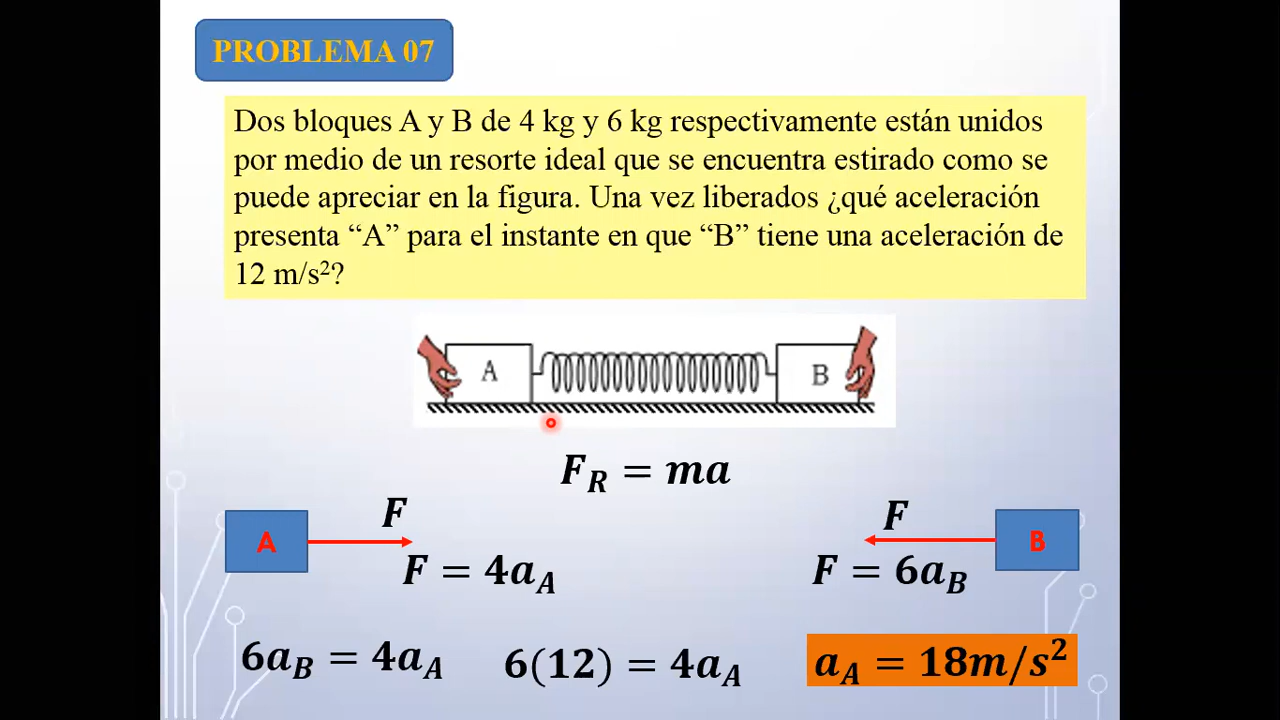 PROBLEMA 07
Dos bloques A y B de 4 kg y 6 kg respectivamente están unidos
por medio de un resorte ideal que se encuentra estirado como se
puede apreciar en la figura. Una vez liberados ¿qué aceleración
presenta “A” para el instante en que “B” tiene una aceleración de
12 m/s²?
A B
F_R = ma
F F
A B
F = 4a_A F = 6a_B
6a_B = 4a_A 6(12) = 4a_A a_A = 18m/s²